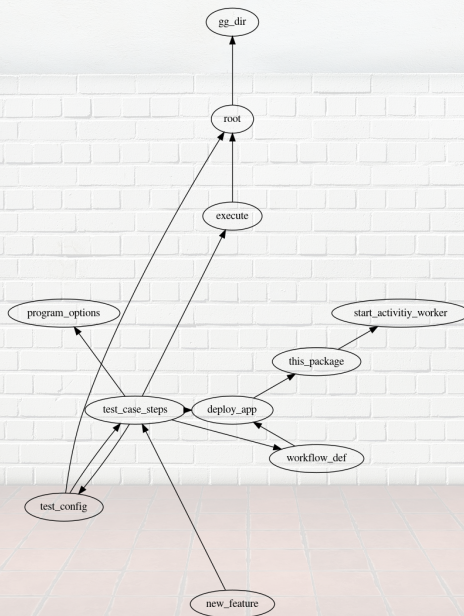 gg_dir
root
execute
program_options
start_activitiy_worker
this_package
test_case_steps
deploy_app
workflow_def
test_config
new_feature